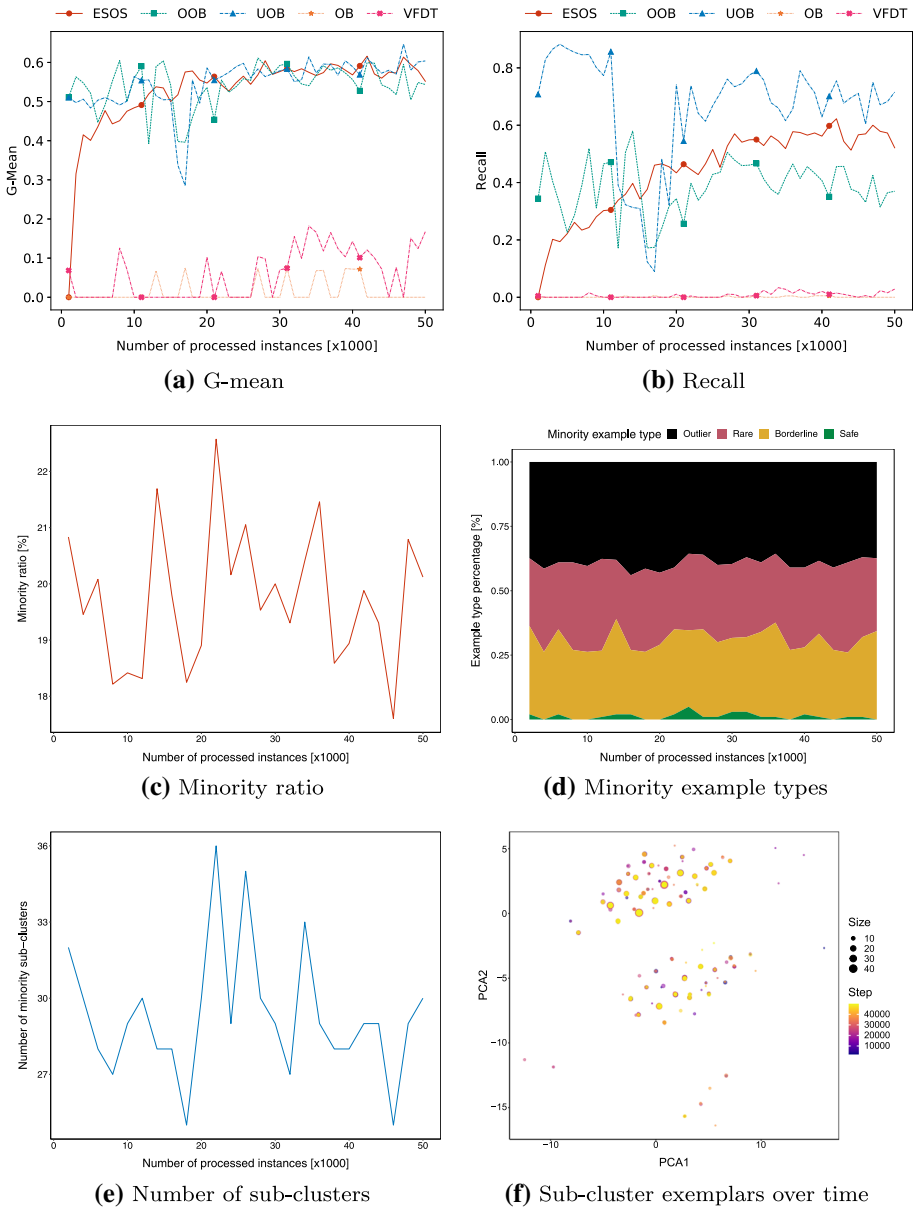 ESOS OOB UOB OB VFDT
0.6
0.5
0.4
0.3
0.2
0.1
0.0
G-Mean
0 10 20 30 40 50
Number of processed instances [x1000]
(a) G-mean
ESOS OOB UOB OB VFDT
0.8
0.6
0.4
0.2
0.0
Recall
0 10 20 30 40 50
Number of processed instances [x1000]
(b) Recall
22
21
20
19
18
Minority ratio [%]
0 10 20 30 40 50
Number of processed instances [x1000]
(c) Minority ratio
Minority example type Outlier Rare Borderline Safe
1.00
0.75
0.50
0.25
0.00
Example type percentage [%]
0 10 20 30 40 50
Number of processed instances [x1000]
(d) Minority example types
36
33
30
27
Number of minority sub-clusters
0 10 20 30 40 50
Number of processed instances [x1000]
(e) Number of sub-clusters
5
0
−5
−10
−15
PCA2
−10 0 10
PCA1
Size
10
20
30
40
Step
40000
30000
20000
10000
(f) Sub-cluster exemplars over time